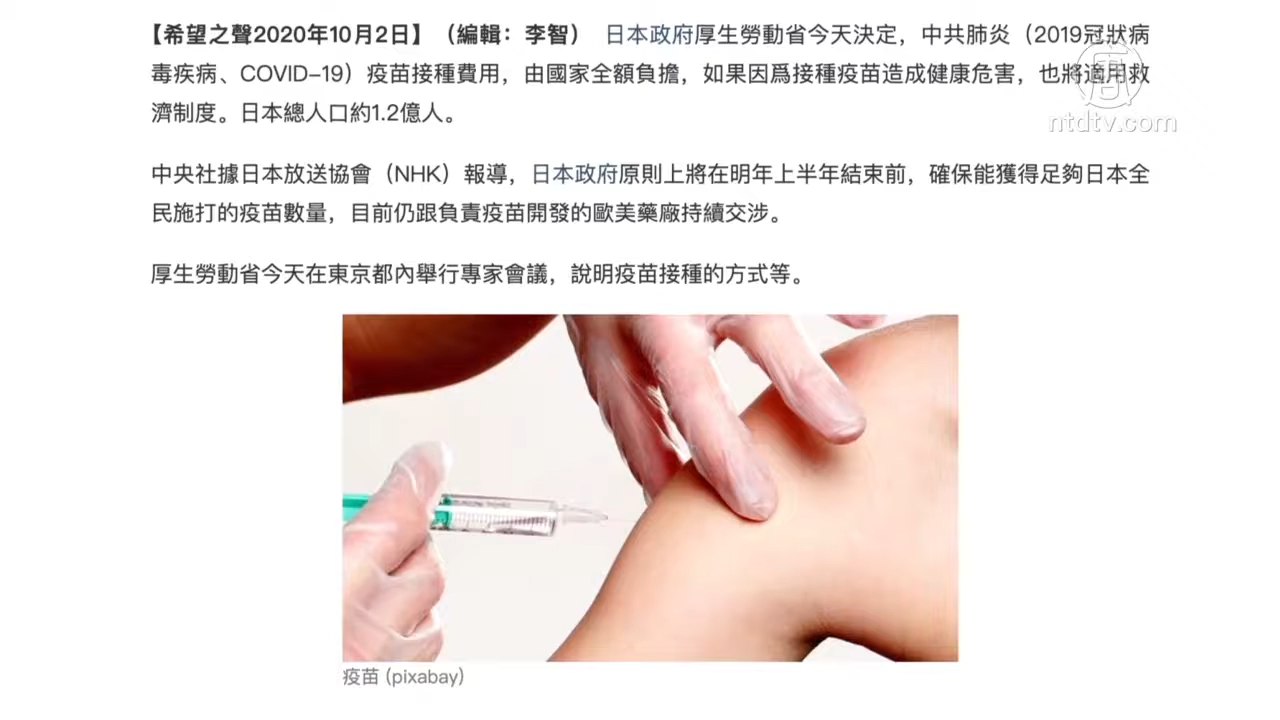 【希望之聲2020年10月2日】（編輯：李智） 日本政府厚生勞動省今天決定，中共肺炎（2019冠狀病
毒疾病、COVID-19）疫苗接種費用，由國家全額負擔，如果因爲接種疫苗造成健康危害，也將適用救
濟制度。日本總人口約1.2億人。
唐
ntdtv.com
中央社據日本放送協會（NHK）報導，日本政府原則上將在明年上半年結束前，確保能獲得足夠日本全
民施打的疫苗數量，目前仍跟負責疫苗開發的歐美藥廠持續交涉。
厚生勞動省今天在東京都內舉行專家會議，說明疫苗接種的方式等。
疫苗 (pixabay)